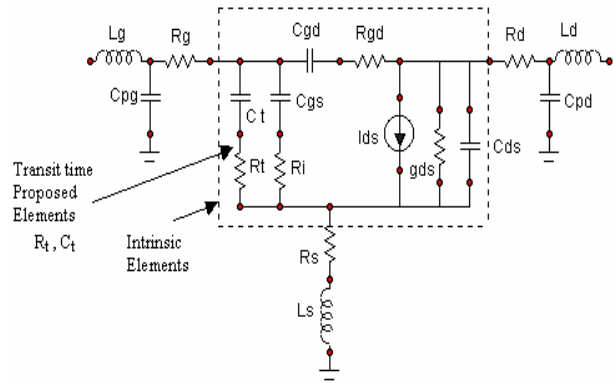 Lg
Rg
Cgd
Rgd
Rd
Ld
Cpg
Ct
Cgs
Ids
gds
Cds
Cpd
Rt
Ri
Transit time
Proposed
Elements
Rt , Ct
Intrinsic
Elements
Rs
Ls